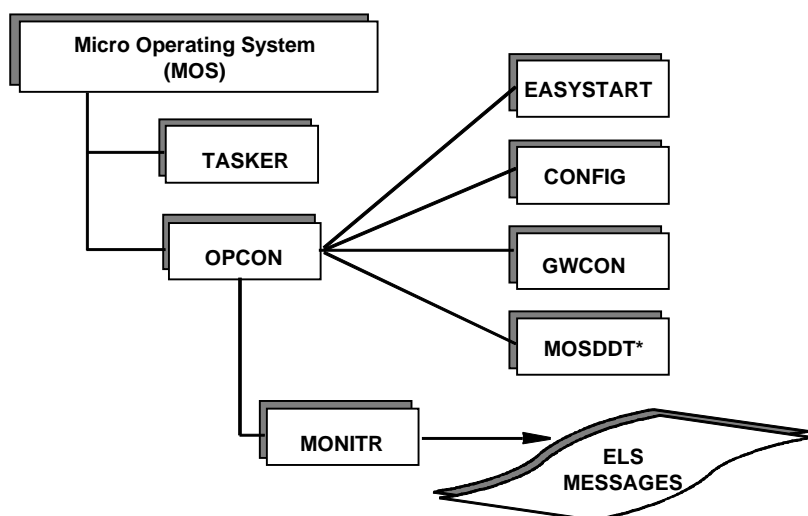 Micro Operating System
(MOS)
EASYSTART
TASKER
CONFIG
OPCON
GWCON
MOSDDT*
MONITR
ELS
MESSAGES